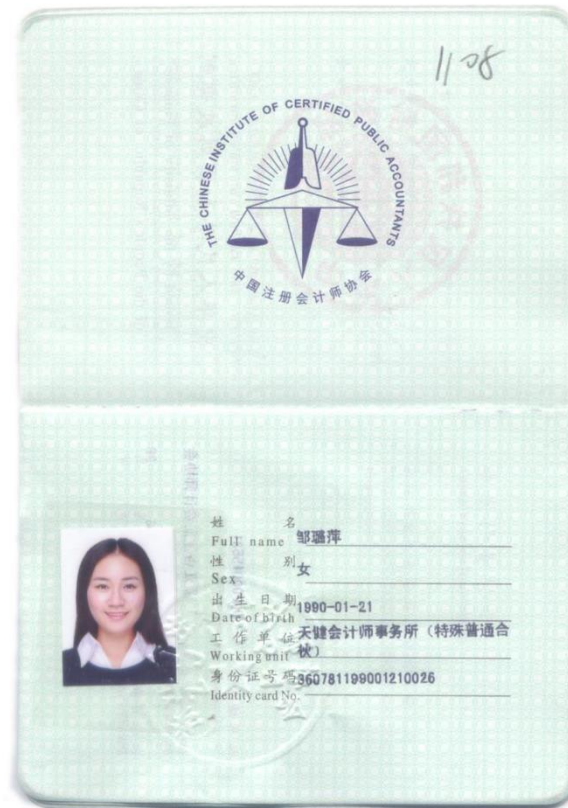 1108
THE CHINESE INSTITUTE OF CERTIFIED PUBLIC ACCOUNTANTS
中国注册会计师协会
姓 名 邹璐萍
Full name
性 别 女
Sex
出生日期 1990-01-21
Date of birth
工作单位 天健会计师事务所（特殊普通合
Working unit 伙）
身份证号码 360781199001210026
Identity card No.